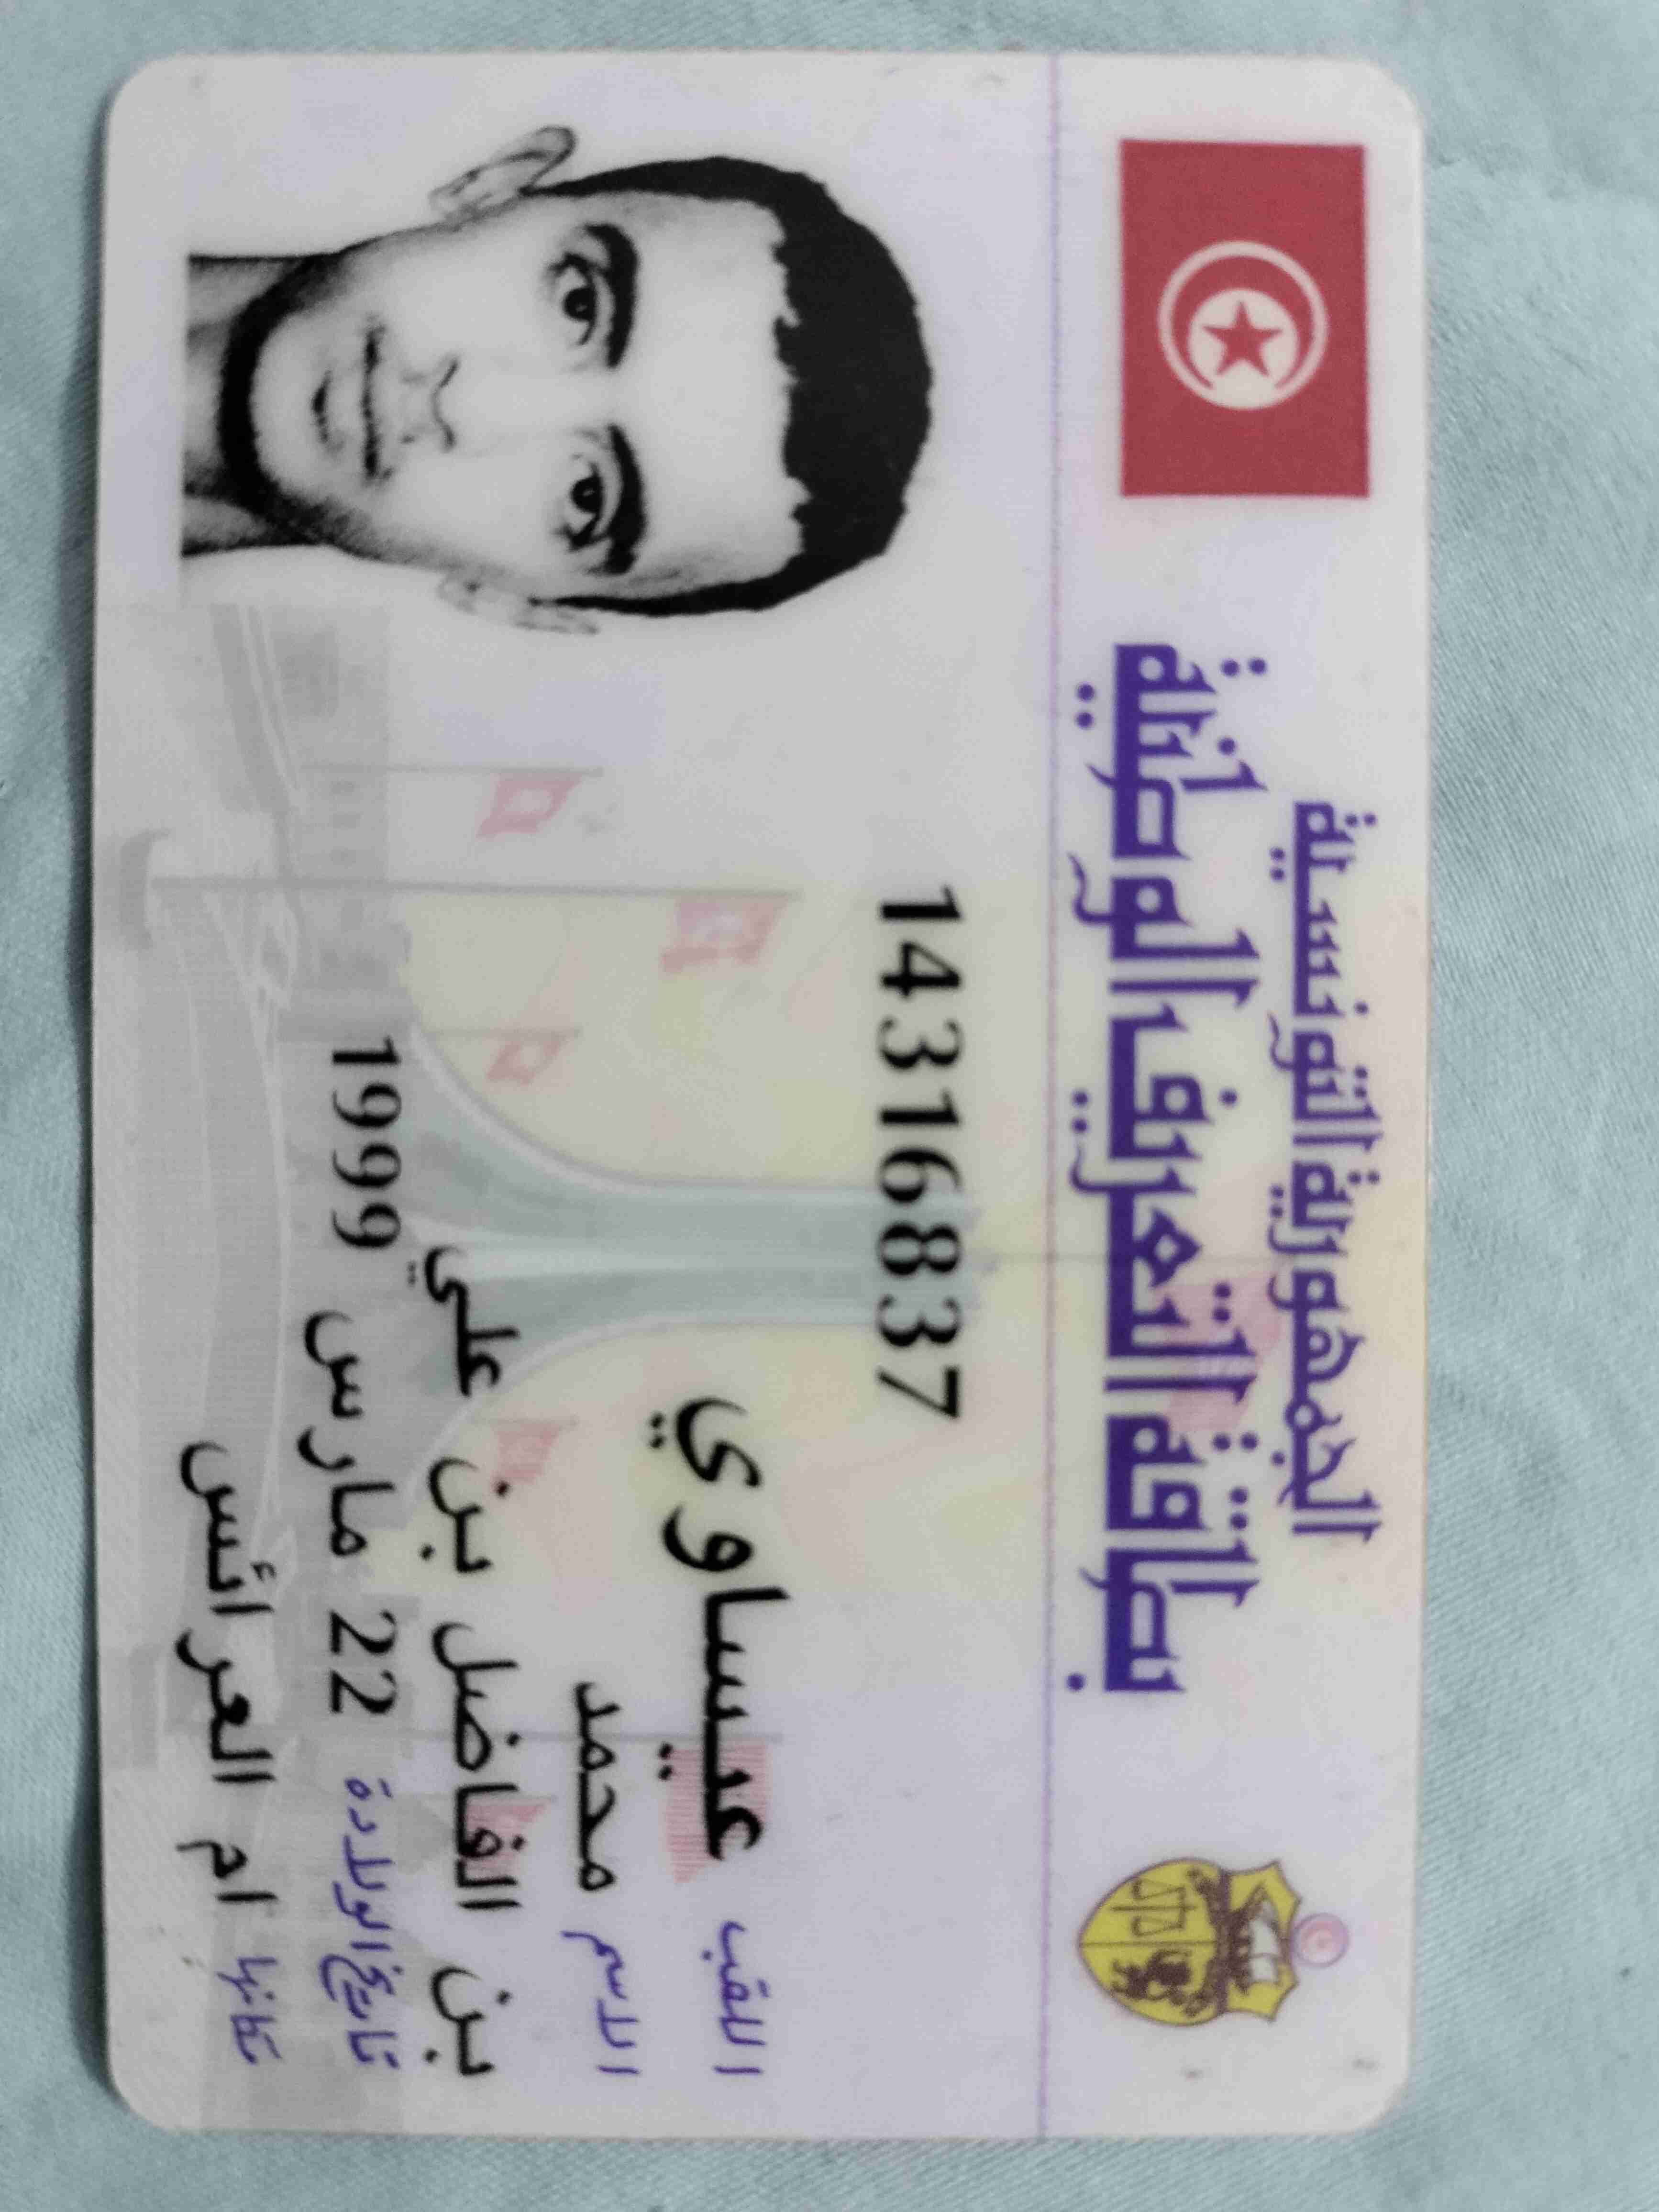 الجمهورية التونسية
بطاقة التعريف الوطنية
14316837
اللقب عيساوي
الاسم محمد
بن الفاضل بن علي
تاريخ الولادة 22 مارس 1999
مكانها ام العرائس